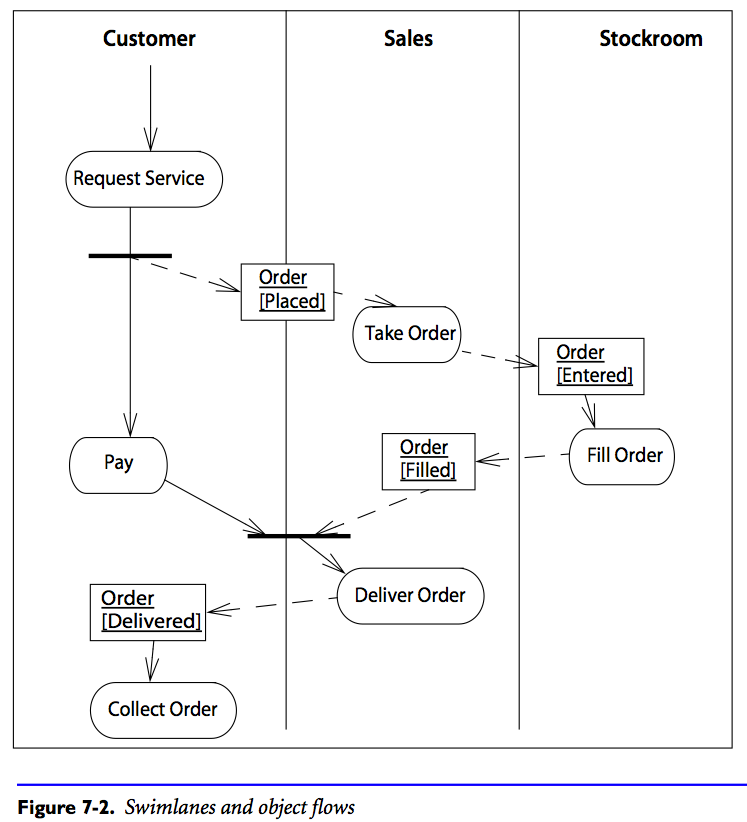 Customer
Sales
Stockroom
Request Service
Order
[Placed]
Take Order
Order
[Entered]
Pay
Order
[Filled]
Fill Order
Order
[Delivered]
Deliver Order
Collect Order
Figure 7-2. Swimlanes and object flows